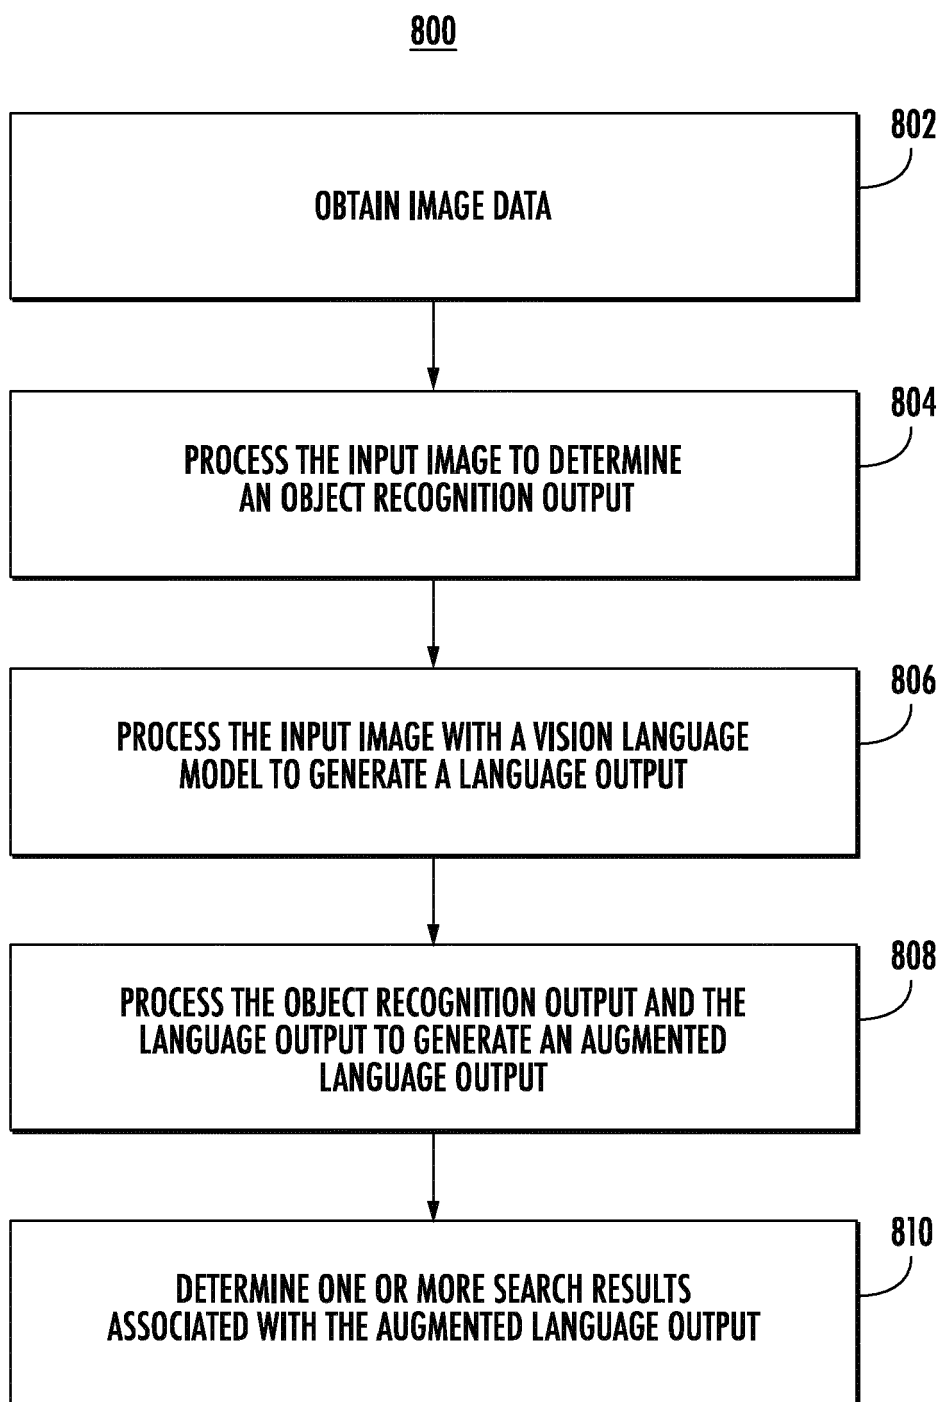 800
802
OBTAIN IMAGE DATA
804
PROCESS THE INPUT IMAGE TO DETERMINE
AN OBJECT RECOGNITION OUTPUT
806
PROCESS THE INPUT IMAGE WITH A VISION LANGUAGE
MODEL TO GENERATE A LANGUAGE OUTPUT
808
PROCESS THE OBJECT RECOGNITION OUTPUT AND THE
LANGUAGE OUTPUT TO GENERATE AN AUGMENTED
LANGUAGE OUTPUT
810
DETERMINE ONE OR MORE SEARCH RESULTS
ASSOCIATED WITH THE AUGMENTED LANGUAGE OUTPUT